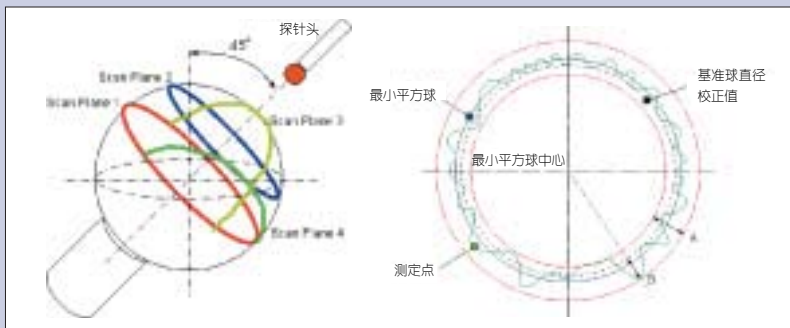 探针头
45°
Scan Plane 2
Scan Plane 1
Scan Plane 3
Scan Plane 4
最小平方球
基准球直径
校正值
最小平方球中心
测定点
A
B